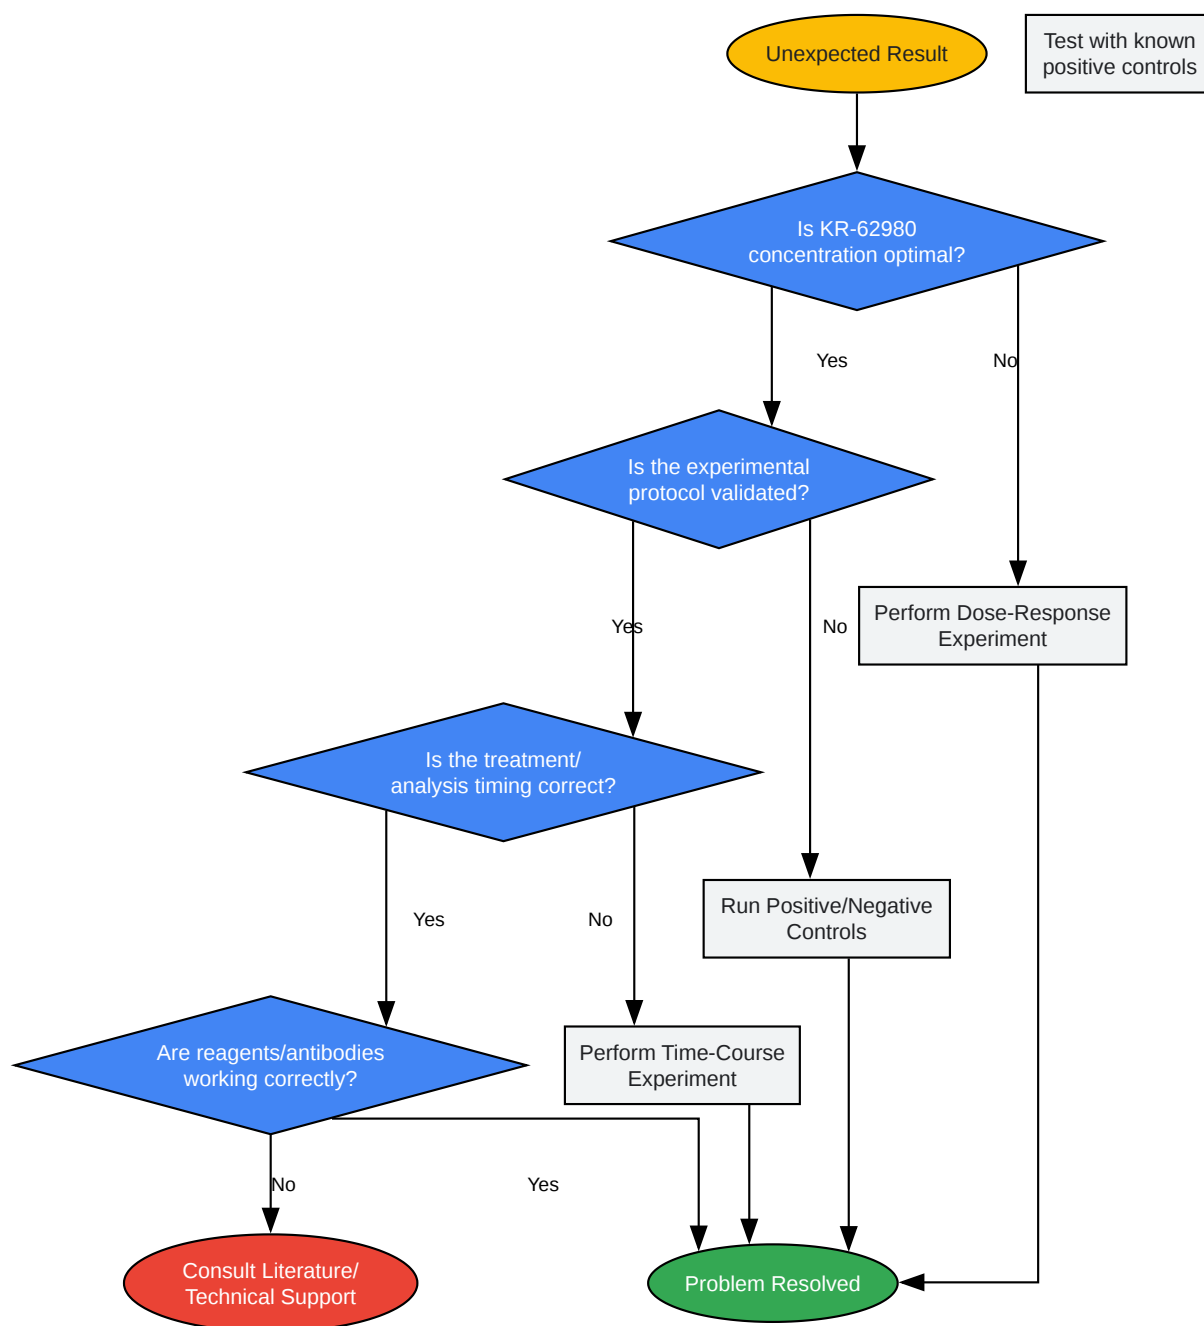 Unexpected Result
Test with known
positive controls
Is KR-62980
concentration optimal?
Yes
No
Is the experimental
protocol validated?
Perform Dose-Response
Experiment
Yes
No
Is the treatment/
analysis timing correct?
Run Positive/Negative
Controls
Yes
No
Are reagents/antibodies
working correctly?
Perform Time-Course
Experiment
No
Yes
Consult Literature/
Technical Support
Problem Resolved